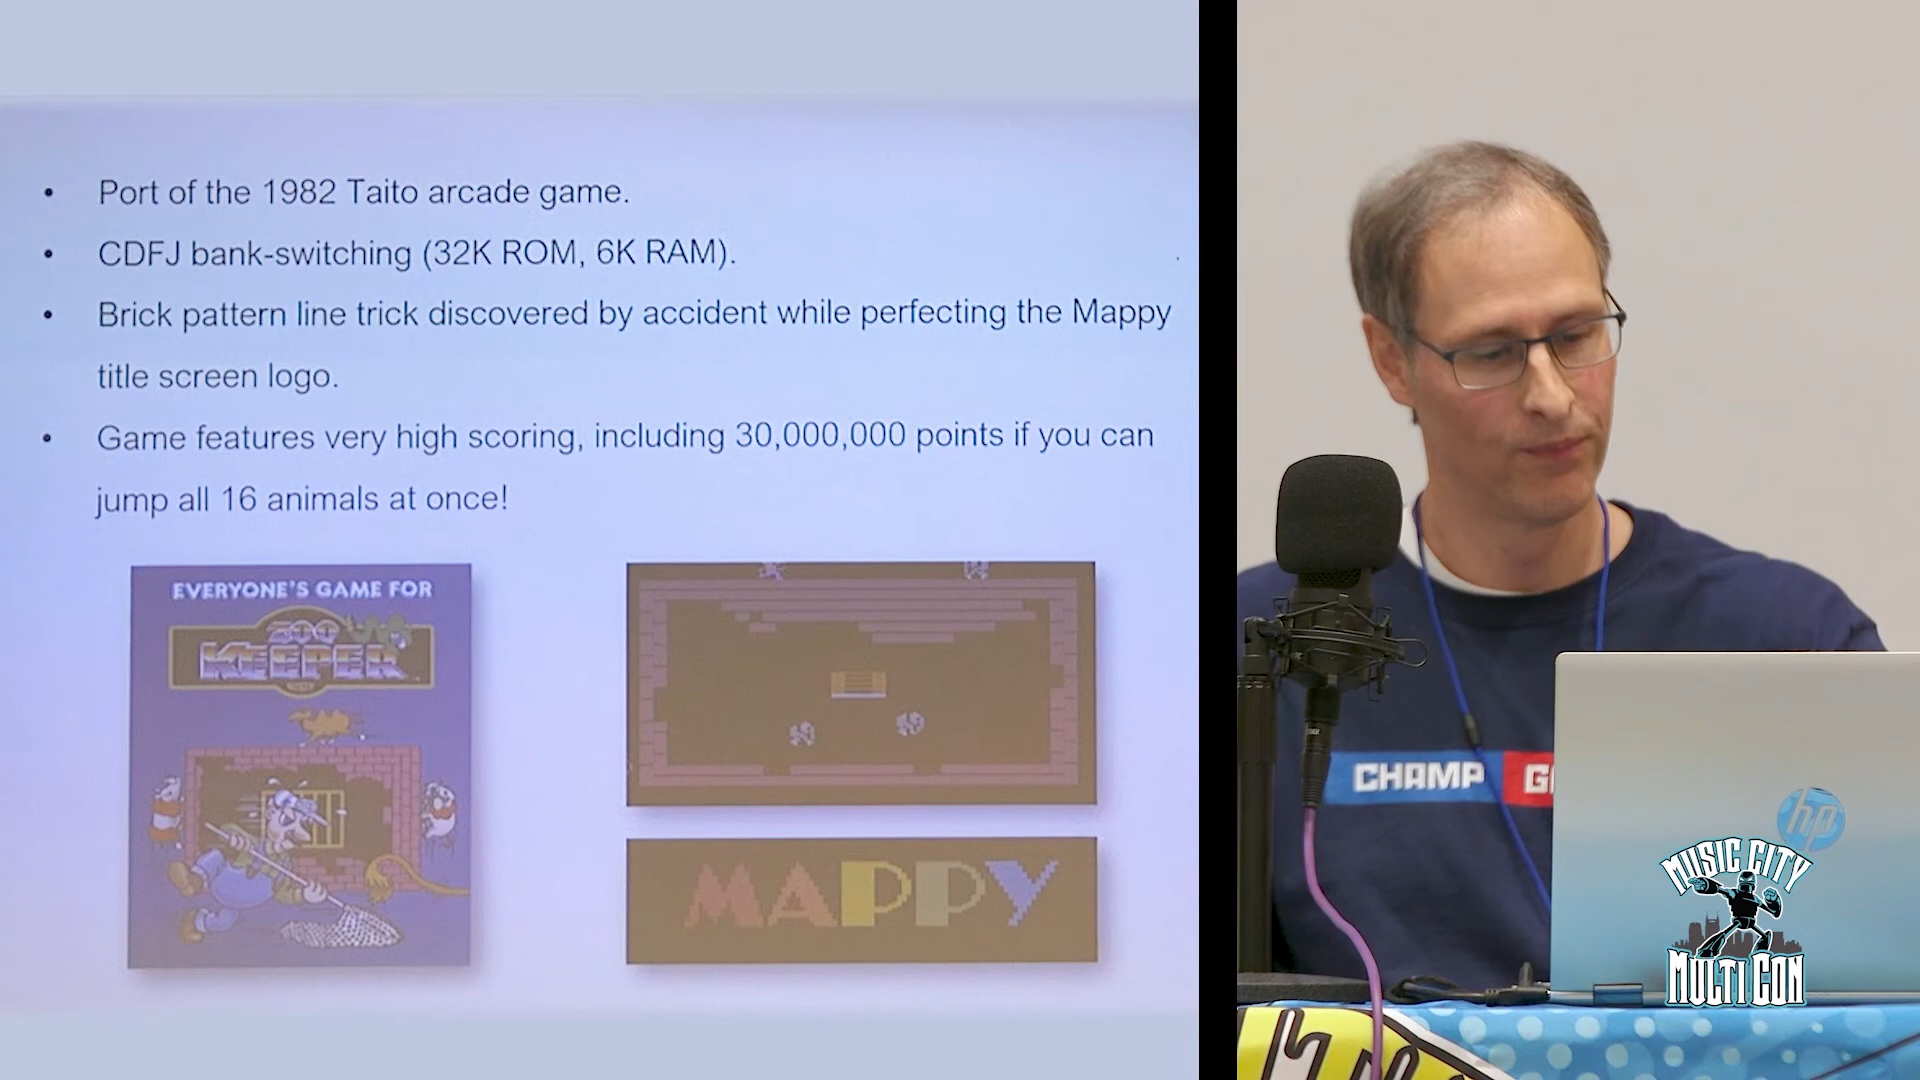 • Port of the 1982 Taito arcade game.
• CDFJ bank-switching (32K ROM, 6K RAM).
• Brick pattern line trick discovered by accident while perfecting the Mappy
title screen logo.
• Game features very high scoring, including 30,000,000 points if you can
jump all 16 animals at once!
EVERYONE'S GAME FOR
ZOO
KEEPER
MAPPY
CHAMP
hp
MUSIC CITY
MULTI CON